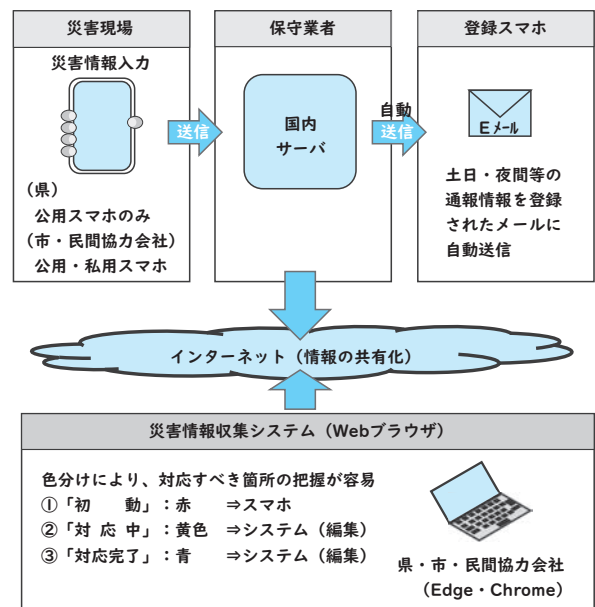 災害現場
災害情報入力
(県)
公用スマホのみ
(市・民間協力会社)
公用・私用スマホ
送信
保守業者
国内
サーバ
自動
送信
登録スマホ
Eメール
土日・夜間等の
通報情報を登録
されたメールに
自動送信
インターネット(情報の共有化)
災害情報収集システム(Webブラウザ)
色分けにより、対応すべき箇所の把握が容易
①「初　動」:赤　⇒スマホ
②「対 応 中」:黄色　⇒システム(編集)
③「対応完了」:青　⇒システム(編集)
県・市・民間協力会社
(Edge・Chrome)